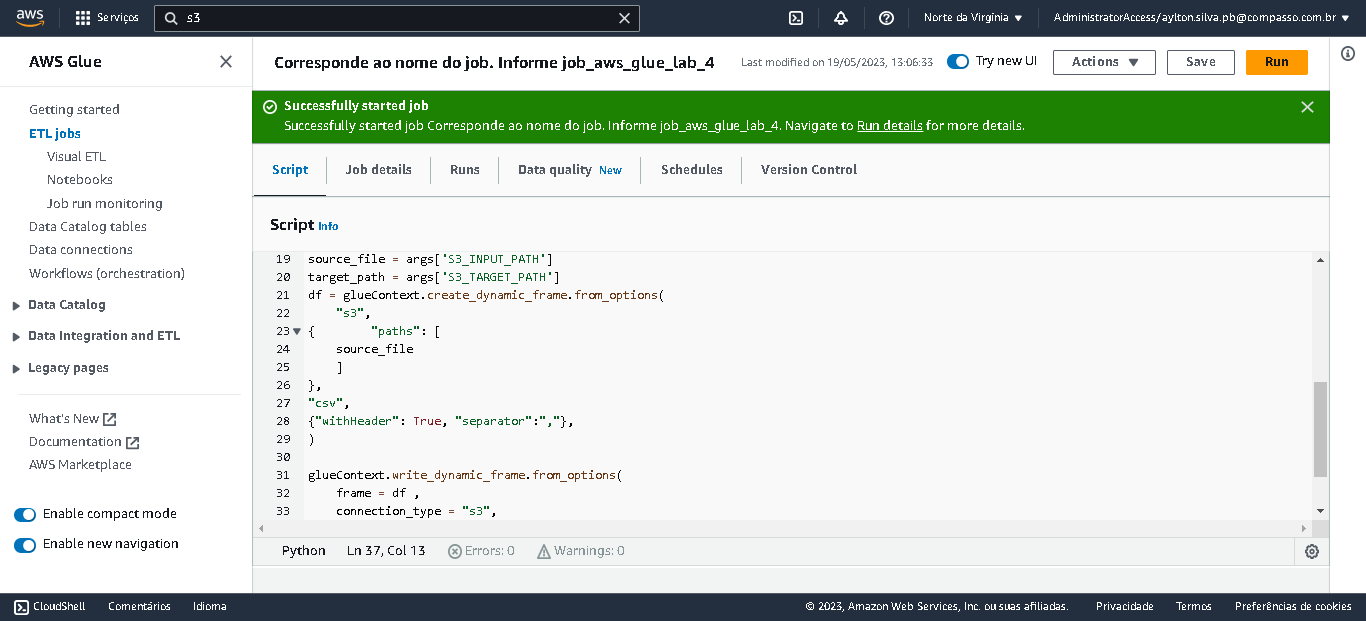 aws Serviços s3 Norte da Virgínia AdministratorAccess/aylton.silva.pb@compasso.com.br
AWS Glue
Getting started
ETL jobs
Visual ETL
Notebooks
Job run monitoring
Data Catalog tables
Data connections
Workflows (orchestration)
Data Catalog
Data Integration and ETL
Legacy pages
What's New
Documentation
AWS Marketplace
Enable compact mode
Enable new navigation
Corresponde ao nome do job. Informe job_aws_glue_lab_4 Last modified on 19/05/2023, 13:06:33 Try new UI Actions Save Run
Successfully started job
Successfully started job Corresponde ao nome do job. Informe job_aws_glue_lab_4. Navigate to Run details for more details.
Script Job details Runs Data quality New Schedules Version Control
Script Info
19 source_file = args['S3_INPUT_PATH']
20 target_path = args['S3_TARGET_PATH']
21 df = glueContext.create_dynamic_frame.from_options(
22 "s3",
23 { "paths": [
24 source_file
25 ]
26 },
27 "csv",
28 {"withHeader": True, "separator":","},
29 )
30
31 glueContext.write_dynamic_frame.from_options(
32 frame = df ,
33 connection_type = "s3",
Python Ln 37, Col 13 Errors: 0 Warnings: 0
CloudShell Comentários Idioma © 2023, Amazon Web Services, Inc. ou suas afiliadas. Privacidade Termos Preferências de cookies